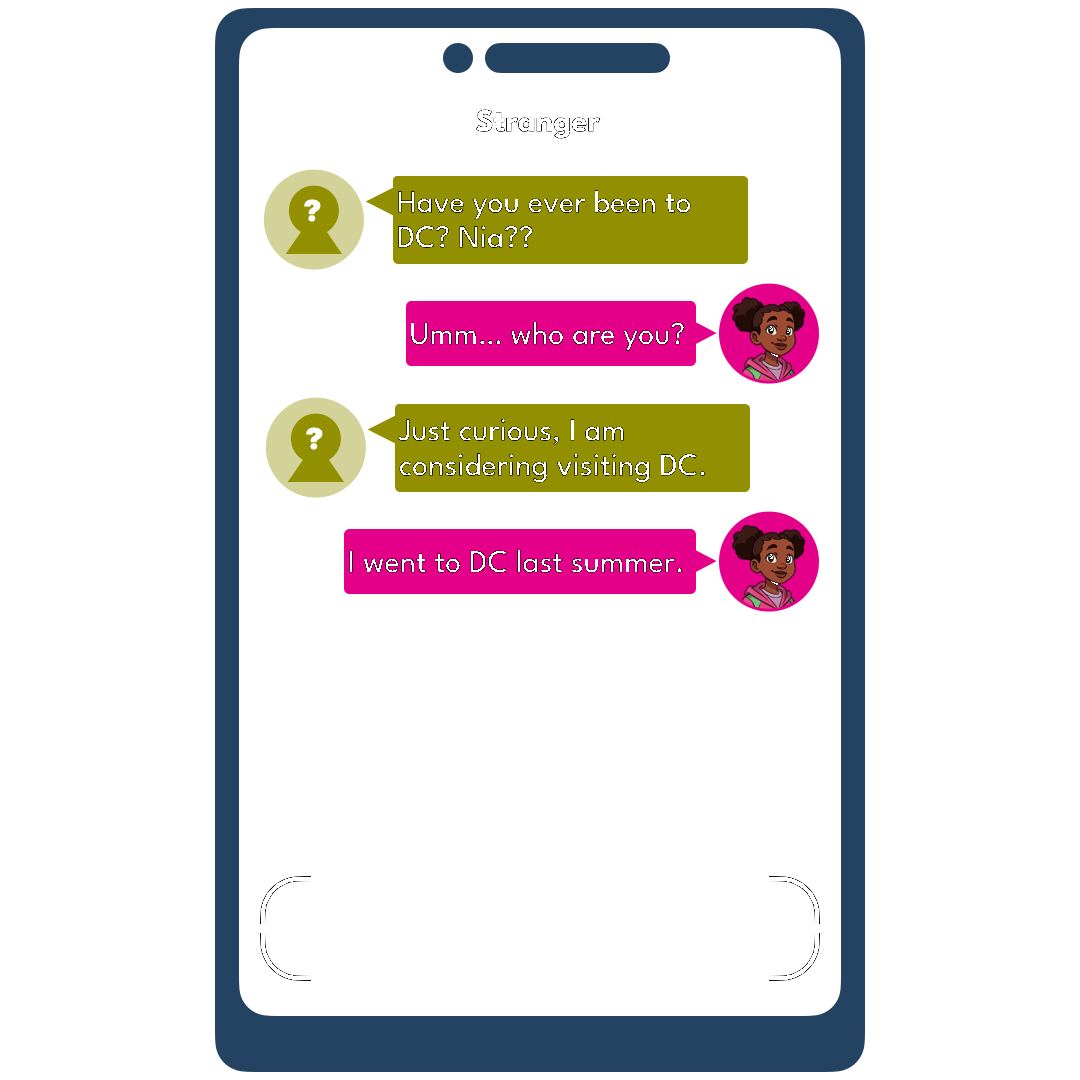 Stranger
?
Have you ever been to
DC? Nia??
Umm... who are you?
?
Just curious, I am
considering visiting DC.
I went to DC last summer.